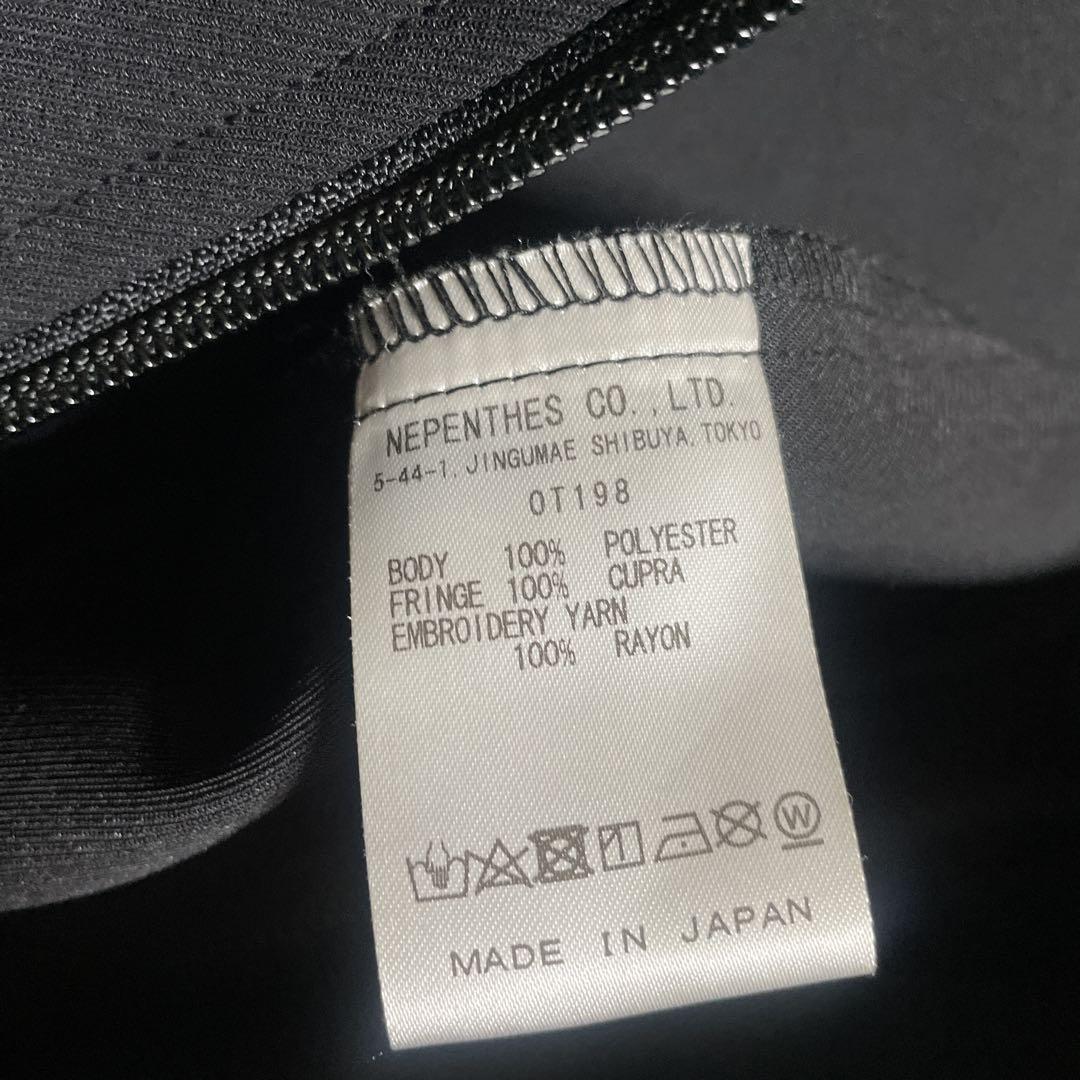 NEPENTHES CO.,LTD.
5-44-1, JINGUMAE SHIBUYA, TOKYO
OT198
BODY 100% POLYESTER
FRINGE 100% CUPRA
EMBROIDERY YARN
100% RAYON
W
MADE IN JAPAN